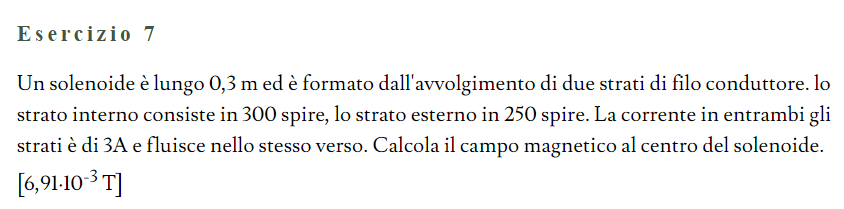 Esercizio 7
Un solenoide è lungo 0,3 m ed è formato dall'avvolgimento di due strati di filo conduttore. lo
strato interno consiste in 300 spire, lo strato esterno in 250 spire. La corrente in entrambi gli
strati è di 3A e fluisce nello stesso verso. Calcola il campo magnetico al centro del solenoide.
[6,91·10⁻³ T]